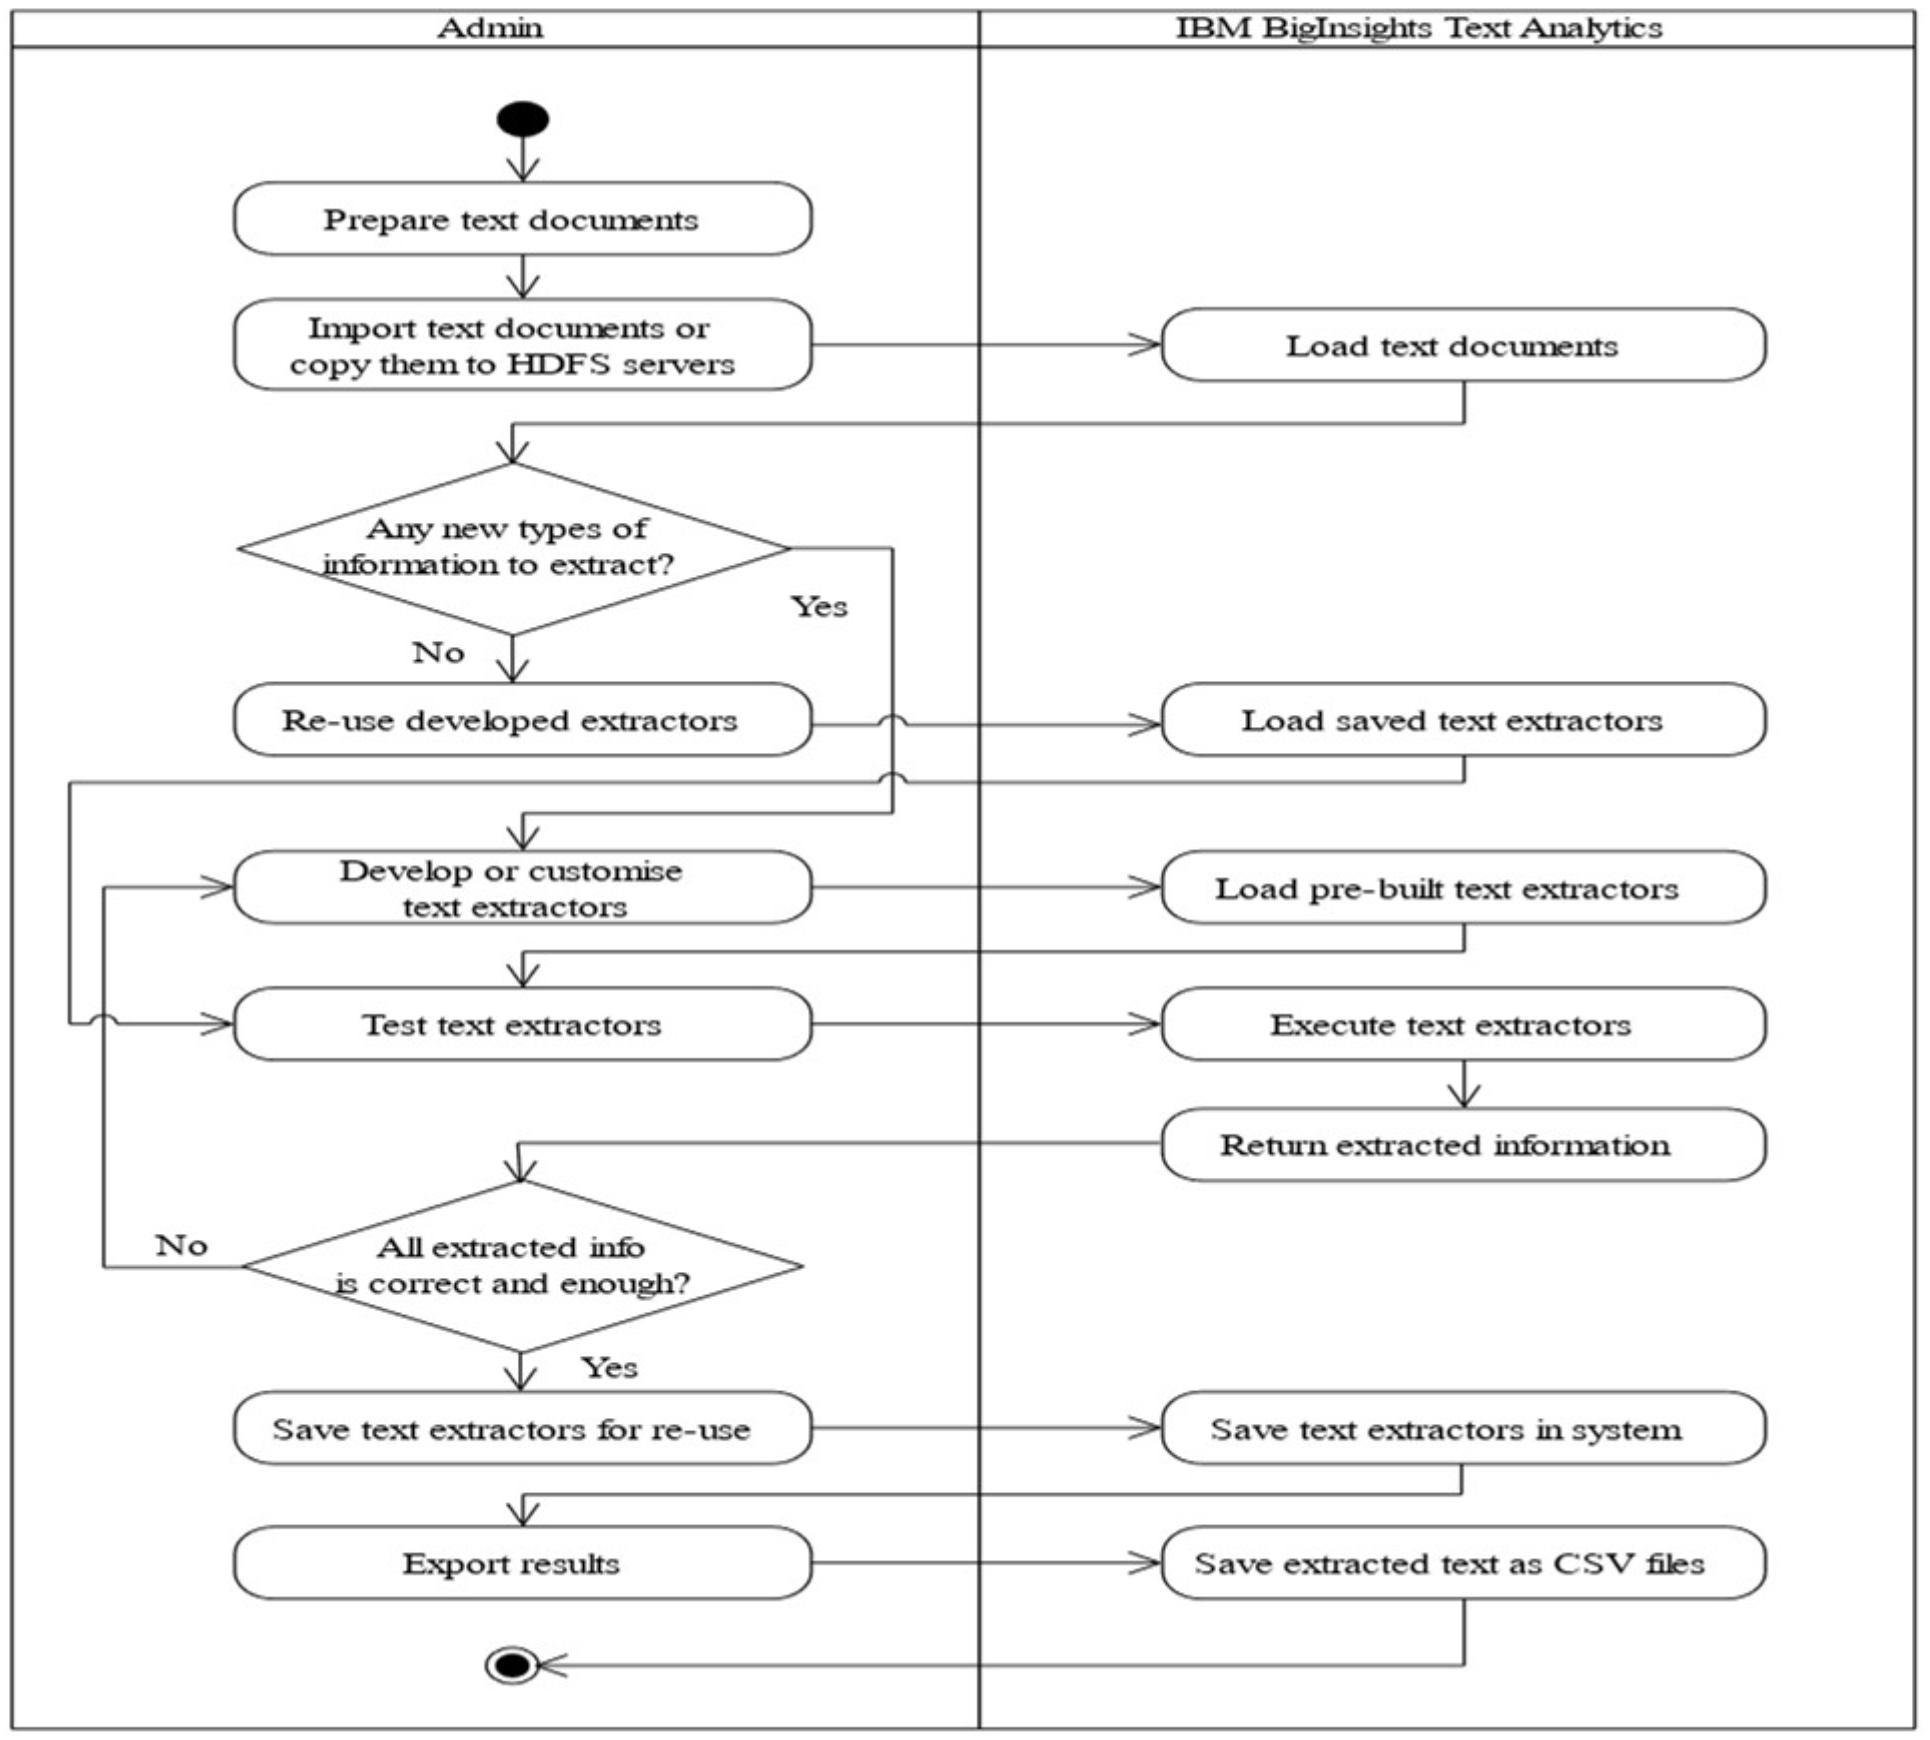 Admin
IBM BigInsights Text Analytics
Prepare text documents
Import text documents or
copy them to HDFS servers
Load text documents
Any new types of
information to extract?
Yes
No
Re-use developed extractors
Load saved text extractors
Develop or customise
text extractors
Load pre-built text extractors
Test text extractors
Execute text extractors
Return extracted information
No
All extracted info
is correct and enough?
Yes
Save text extractors for re-use
Save text extractors in system
Export results
Save extracted text as CSV files